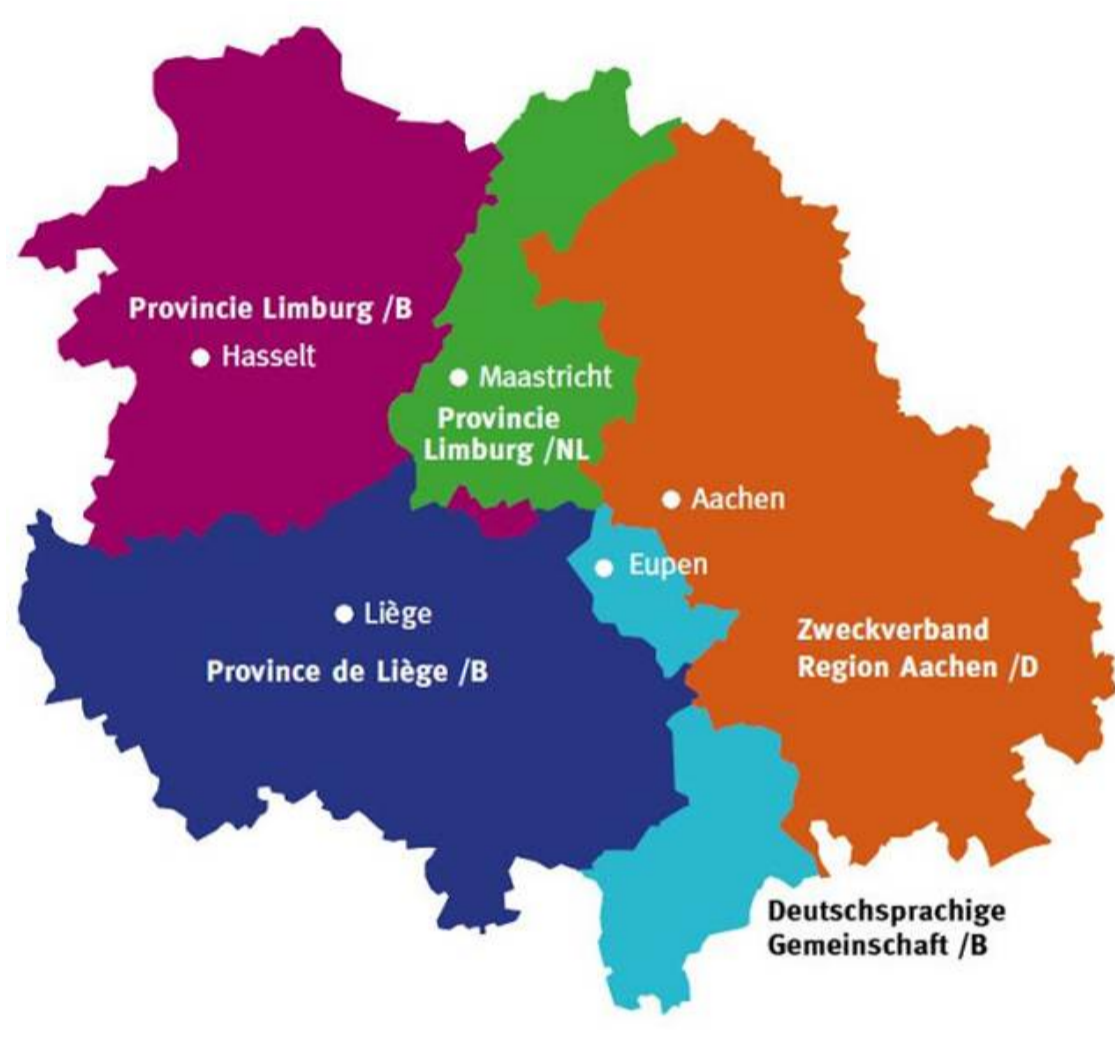 Provincie Limburg /B
Hasselt
Maastricht
Provincie
Limburg /NL
Aachen
Eupen
Liège
Province de Liège /B
Zweckverband
Region Aachen /D
Deutschsprachige
Gemeinschaft /B